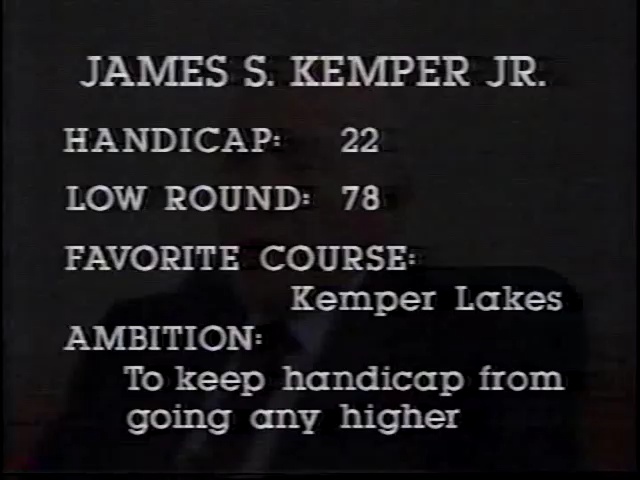 JAMES S. KEMPER JR.
HANDICAP: 22
LOW ROUND: 78
FAVORITE COURSE:
Kemper Lakes
AMBITION:
To keep handicap from
going any higher